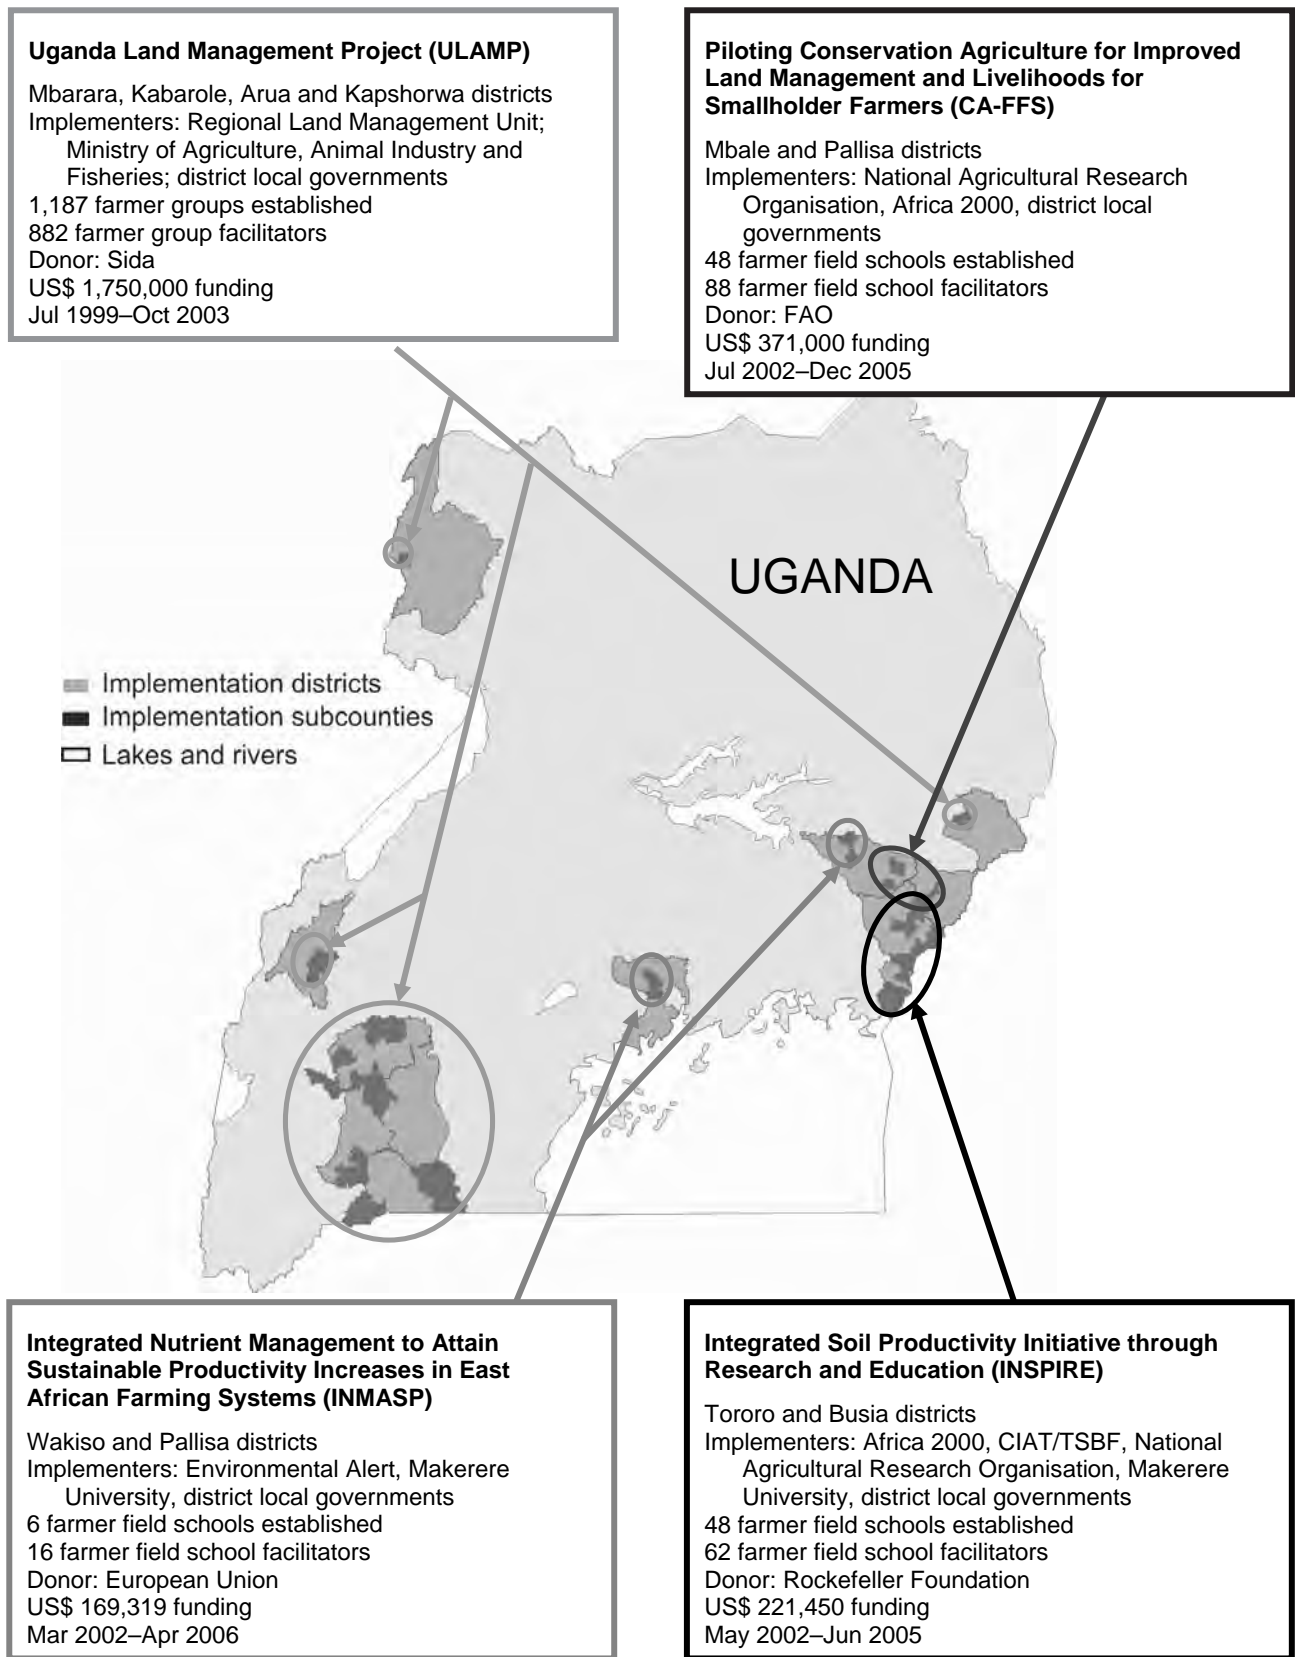 Uganda Land Management Project (ULAMP)
Mbarara, Kabarole, Arua and Kapshorwa districts
Implementers: Regional Land Management Unit;
Ministry of Agriculture, Animal Industry and
Fisheries; district local governments
1,187 farmer groups established
882 farmer group facilitators
Donor: Sida
US$ 1,750,000 funding
Jul 1999–Oct 2003
Piloting Conservation Agriculture for Improved
Land Management and Livelihoods for
Smallholder Farmers (CA-FFS)
Mbale and Pallisa districts
Implementers: National Agricultural Research
Organisation, Africa 2000, district local
governments
48 farmer field schools established
88 farmer field school facilitators
Donor: FAO
US$ 371,000 funding
Jul 2002–Dec 2005
UGANDA
Implementation districts
Implementation subcounties
Lakes and rivers
Integrated Nutrient Management to Attain
Sustainable Productivity Increases in East
African Farming Systems (INMASP)
Wakiso and Pallisa districts
Implementers: Environmental Alert, Makerere
University, district local governments
6 farmer field schools established
16 farmer field school facilitators
Donor: European Union
US$ 169,319 funding
Mar 2002–Apr 2006
Integrated Soil Productivity Initiative through
Research and Education (INSPIRE)
Tororo and Busia districts
Implementers: Africa 2000, CIAT/TSBF, National
Agricultural Research Organisation, Makerere
University, district local governments
48 farmer field schools established
62 farmer field school facilitators
Donor: Rockefeller Foundation
US$ 221,450 funding
May 2002–Jun 2005